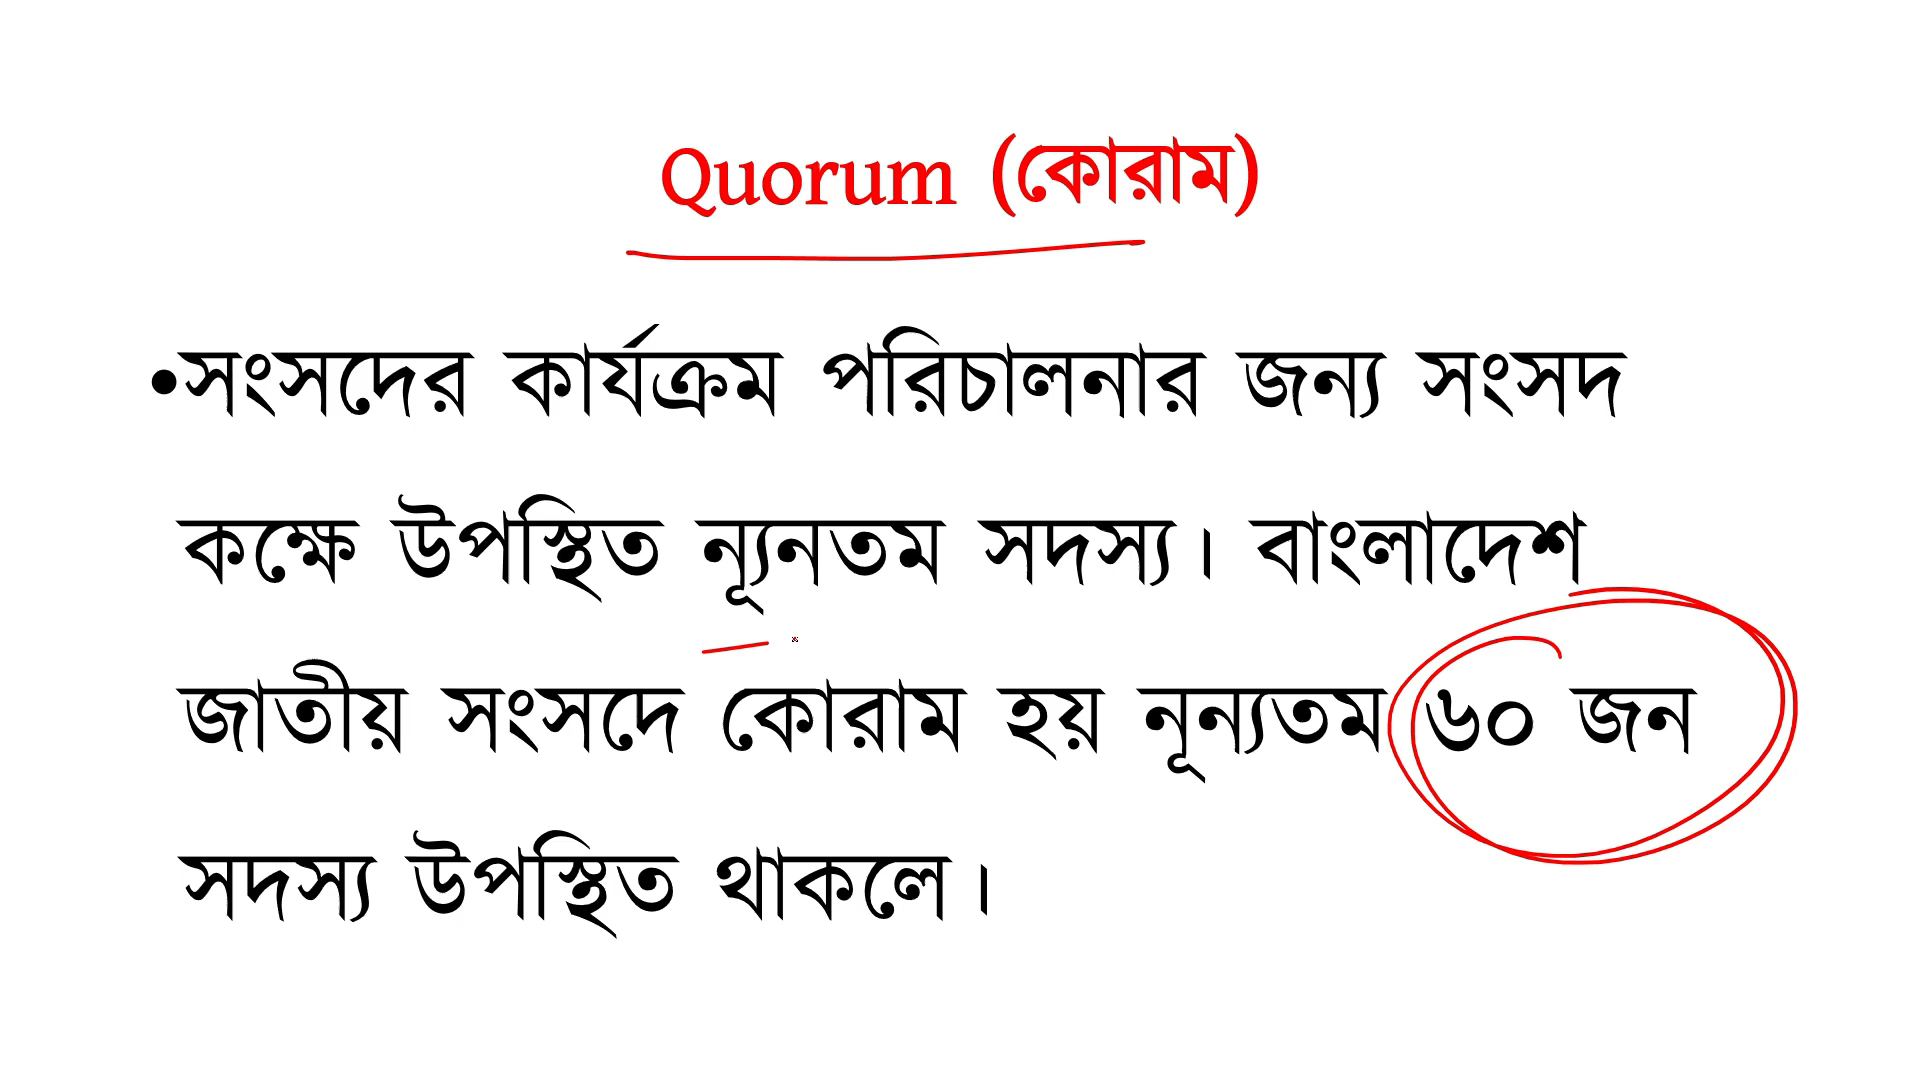 Quorum (কোরাম)
•সংসদের কার্যক্রম পরিচালনার জন্য সংসদ
কক্ষে উপস্থিত ন্যূনতম সদস্য। বাংলাদেশ
জাতীয় সংসদে কোরাম হয় নূন্যতম ৬০ জন
সদস্য উপস্থিত থাকলে।